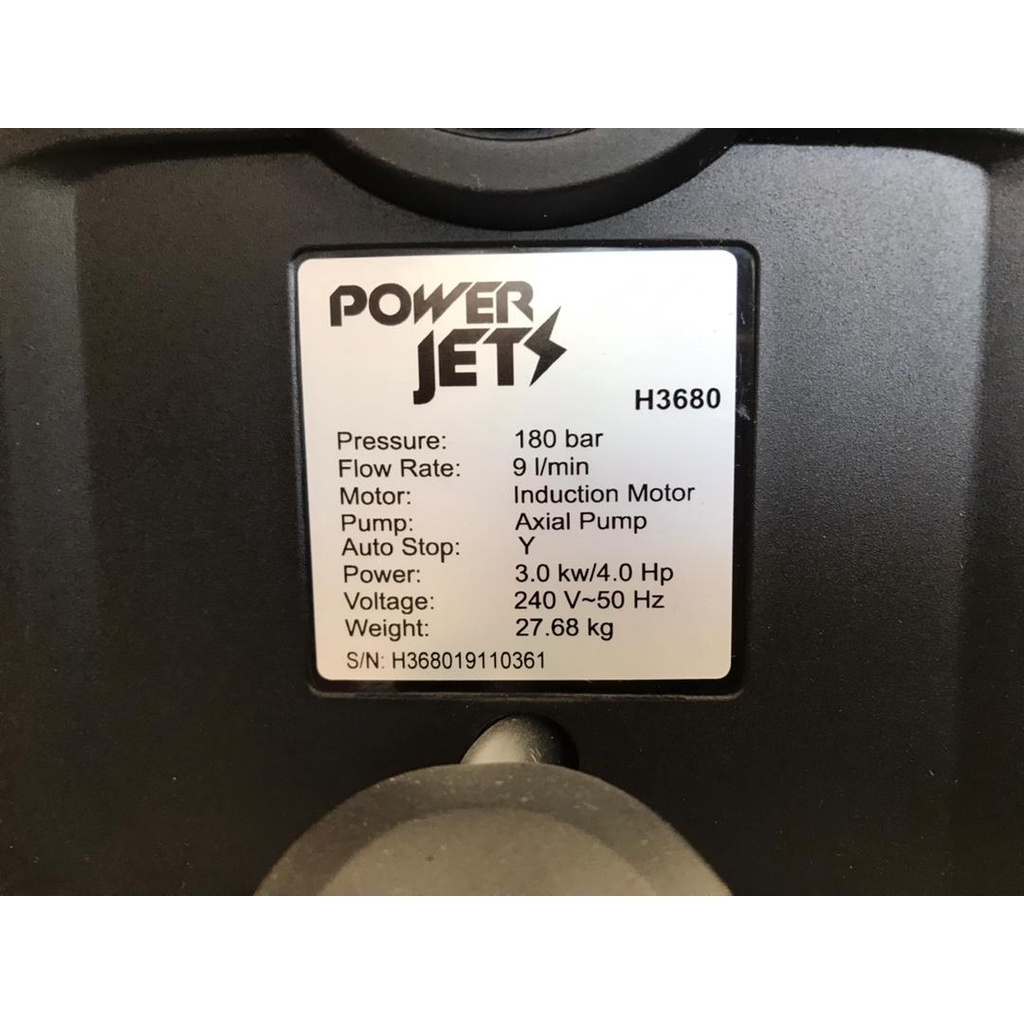 POWER
JET
H3680
Pressure: 180 bar
Flow Rate: 9 l/min
Motor: Induction Motor
Pump: Axial Pump
Auto Stop: Y
Power: 3.0 kw/4.0 Hp
Voltage: 240 V~50 Hz
Weight: 27.68 kg
S/N: H368019110361